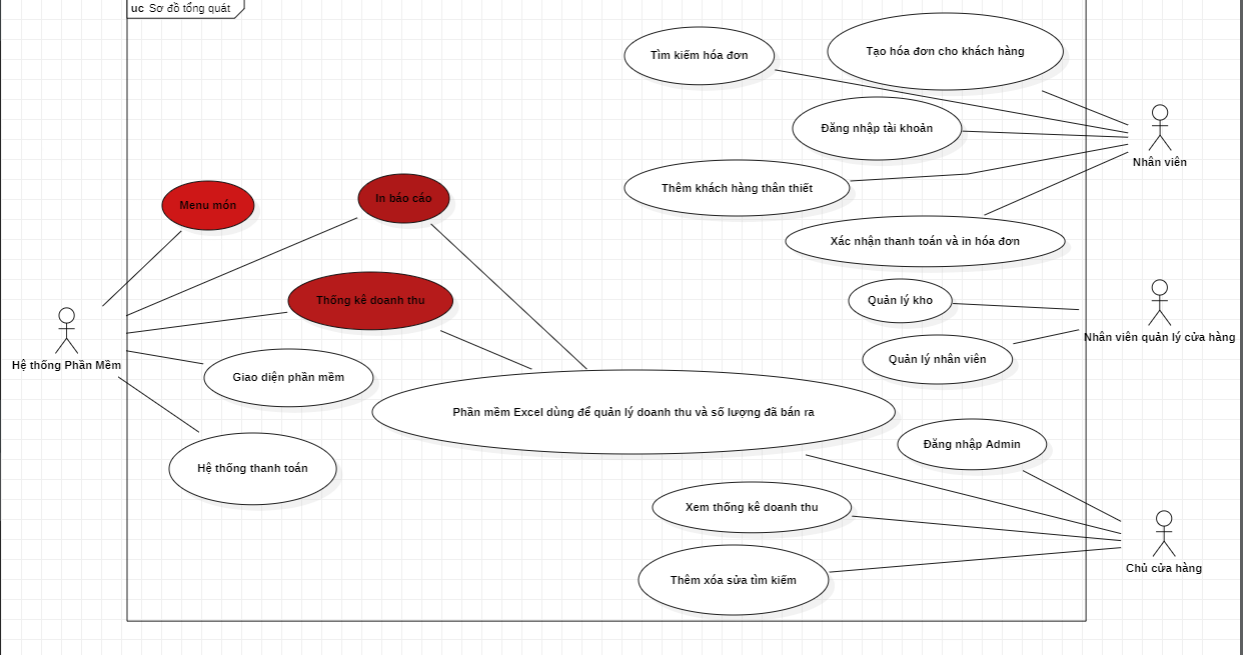 uc Sơ đồ tổng quát
Tìm kiếm hóa đơn
Tạo hóa đơn cho khách hàng
Đăng nhập tài khoản
Nhân viên
Thêm khách hàng thân thiết
Menu món
In báo cáo
Xác nhận thanh toán và in hóa đơn
Thống kê doanh thu
Quản lý kho
Nhân viên quản lý cửa hàng
Hệ thống Phần Mềm
Quản lý nhân viên
Giao diện phần mềm
Phần mềm Excel dùng để quản lý doanh thu và số lượng đã bán ra
Đăng nhập Admin
Hệ thống thanh toán
Xem thống kê doanh thu
Chủ cửa hàng
Thêm xóa sửa tìm kiếm